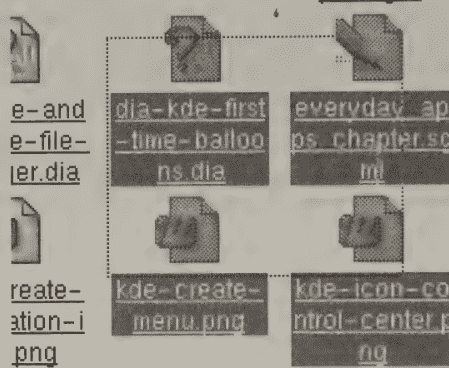 e-and
e-file-
er.dia
dia-kde-first
-time-balloo
ns.dia
everyday_ap
ps_chapter.sg
ml
reate-
ation-i
png
kde-create-
menu.png
kde-icon-co
ntrol-center.p
ng